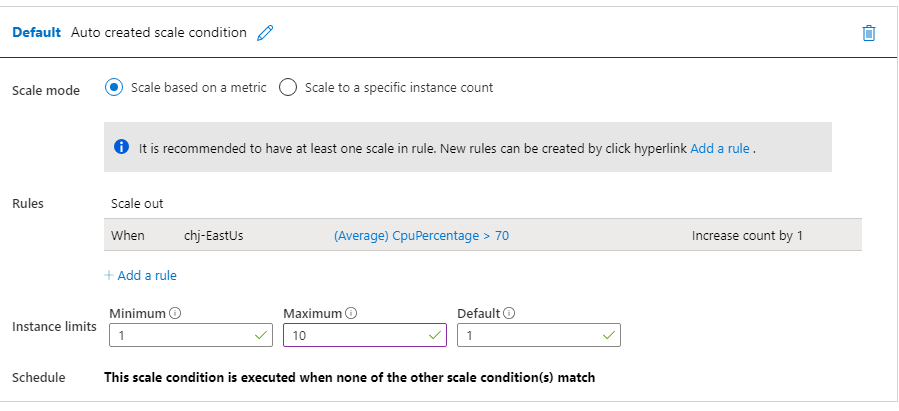 Default Auto created scale condition
Scale mode Scale based on a metric Scale to a specific instance count
It is recommended to have at least one scale in rule. New rules can be created by click hyperlink Add a rule .
Rules Scale out
When chj-EastUs (Average) CpuPercentage > 70 Increase count by 1
+ Add a rule
Minimum Maximum Default
Instance limits 1 10 1
Schedule This scale condition is executed when none of the other scale condition(s) match